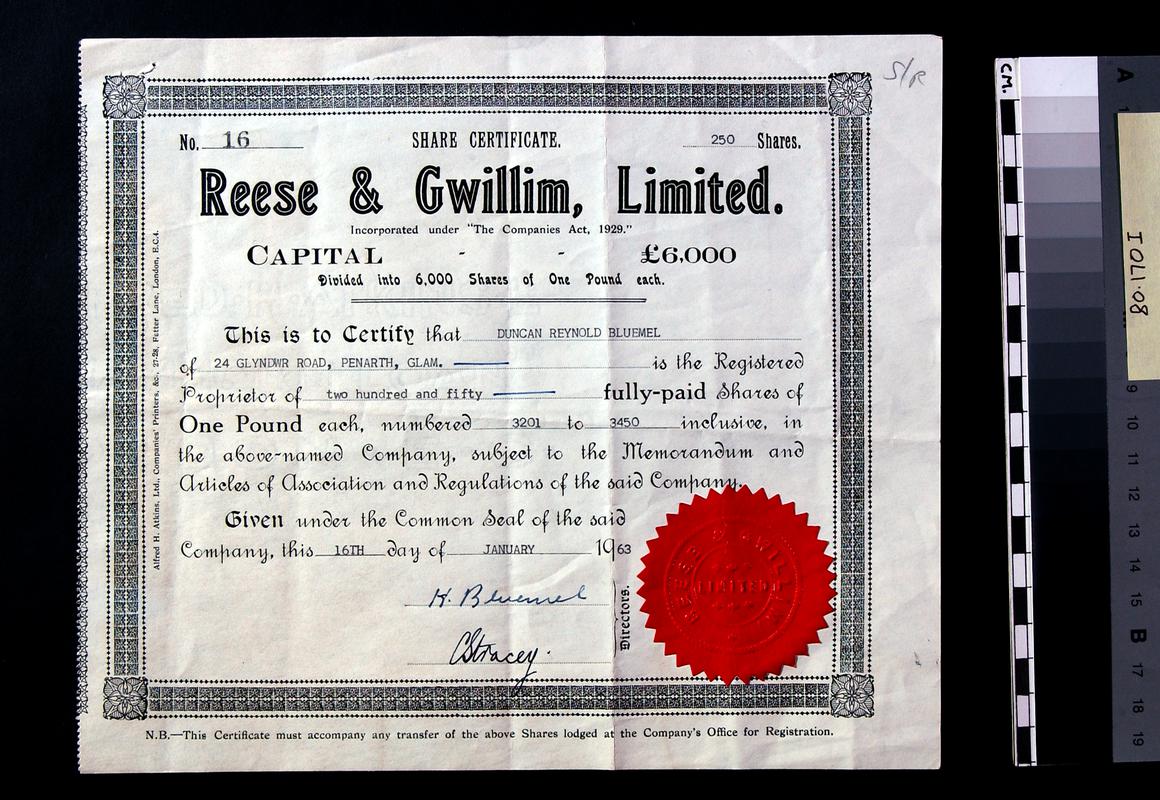 S/R
No. 16 SHARE CERTIFICATE. 250 Shares.
Reese & Gwillim, Limited.
Incorporated under "The Companies Act, 1929."
CAPITAL - - £6,000
Divided into 6,000 Shares of One Pound each.
This is to Certify that DUNCAN REYNOLD BLUEMEL
of 24 GLYNDWR ROAD, PENARTH, GLAM. is the Registered
Proprietor of two hundred and fifty fully-paid Shares of
One Pound each, numbered 3201 to 3450 inclusive, in
the above-named Company, subject to the Memorandum and
Articles of Association and Regulations of the said Company.
Given under the Common Seal of the said
Company, this 16TH day of JANUARY 1963
H. Bluemel
CStracey.
Directors.
REESE & GWILLIM
LIMITED
N.B.—This Certificate must accompany any transfer of the above Shares lodged at the Company's Office for Registration.
Alfred H. Atkins, Ltd., Companies' Printers, &c., 27-28, Fetter Lane, London, E.C.4.
CM.
A
1
I OLI·08
9
10
11
12
13
14
15
B
17
18
19